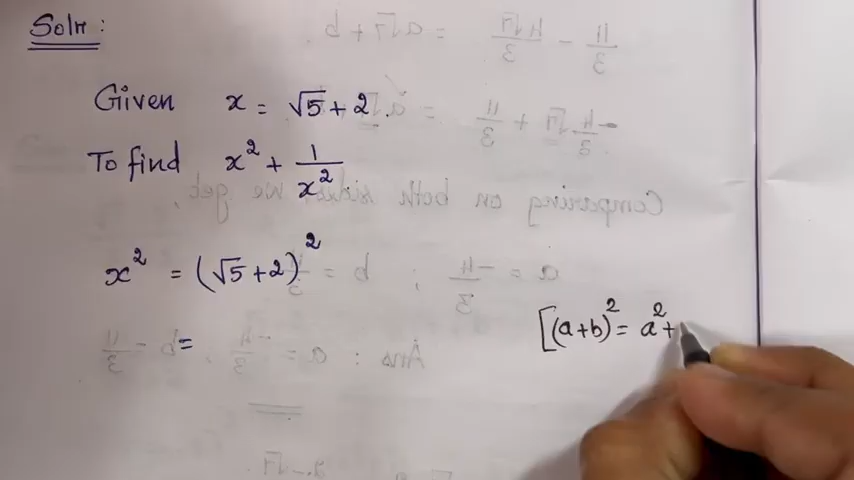 Soln:
Given x = √5 + 2.
To find x² + 1/x²
x² = (√5+2)²
=
[(a+b)² = a² +